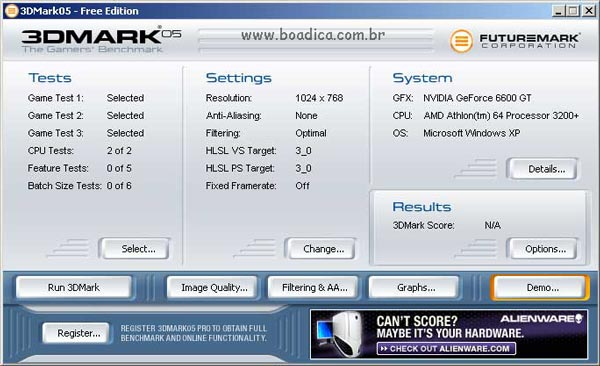 3DMark05 - Free Edition
3DMARK05
The Gamers' Benchmark
www.boadica.com.br
FUTUREMARK
CORPORATION
Tests
Game Test 1: Selected
Game Test 2: Selected
Game Test 3: Selected
CPU Tests: 2 of 2
Feature Tests: 0 of 5
Batch Size Tests: 0 of 6
Select...
Settings
Resolution: 1024 x 768
Anti-Aliasing: None
Filtering: Optimal
HLSL VS Target: 3_0
HLSL PS Target: 3_0
Fixed Framerate: Off
Change...
System
GFX: NVIDIA GeForce 6600 GT
CPU: AMD Athlon(tm) 64 Processor 3200+
OS: Microsoft Windows XP
Details...
Results
3DMark Score: N/A
Options...
Run 3DMark
Image Quality...
Filtering & AA...
Graphs...
Demo...
Register...
REGISTER 3DMARK05 PRO TO OBTAIN FULL
BENCHMARK AND ONLINE FUNCTIONALITY.
CAN'T SCORE?
MAYBE IT'S YOUR HARDWARE.
CHECK OUT ALIENWARE.COM
ALIENWARE